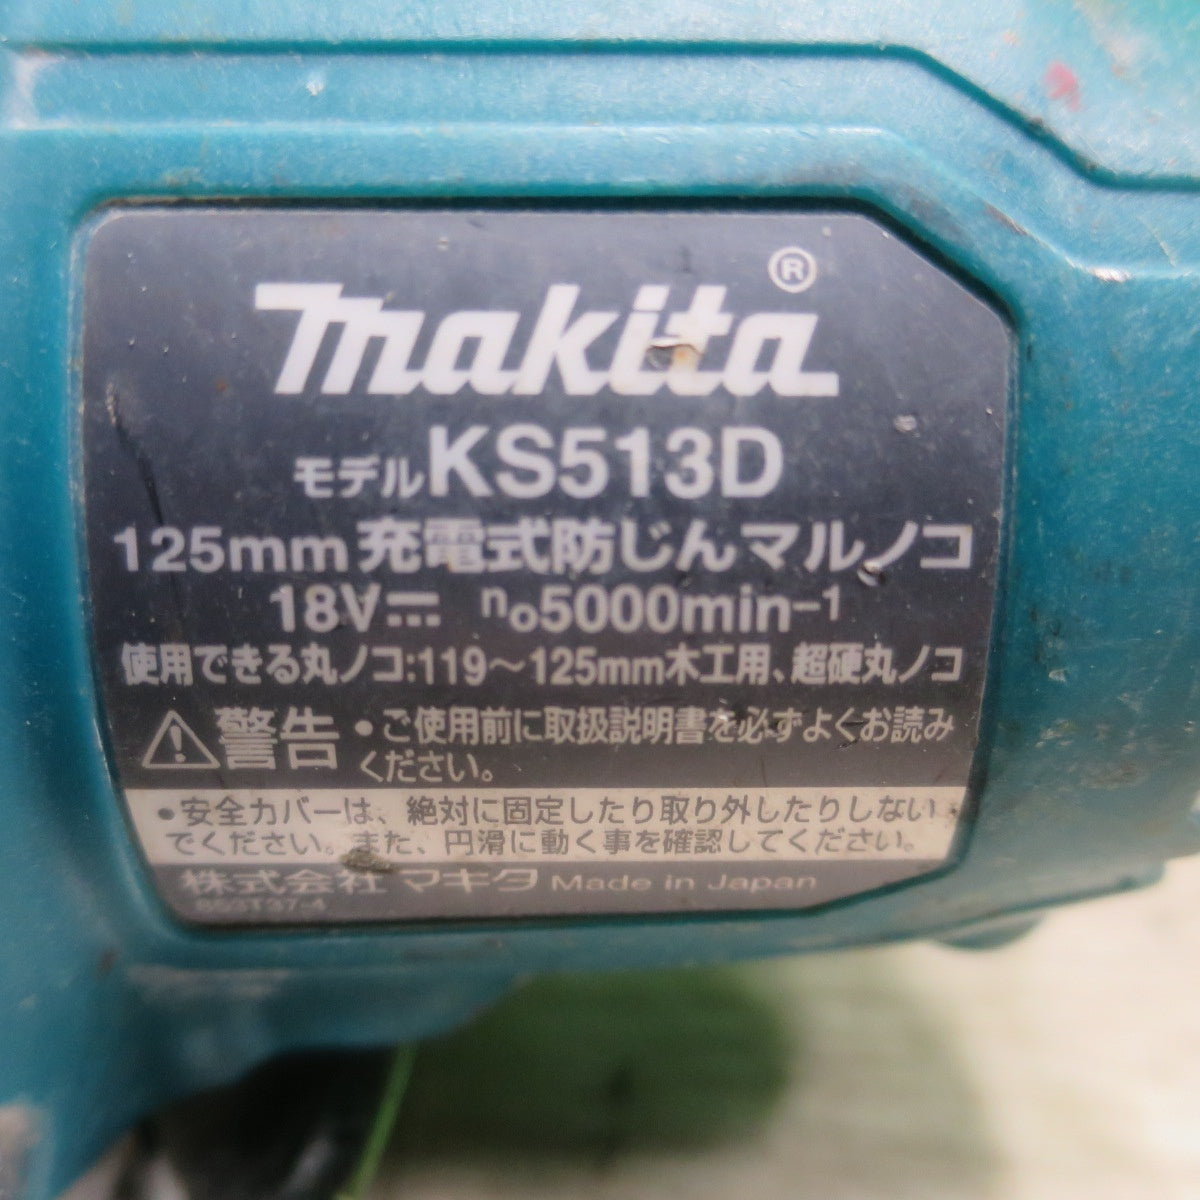 makita®
モデルKS513D
125mm 充電式防じんマルノコ
18V⎓ n₀5000min⁻¹
使用できる丸ノコ:119～125mm木工用、超硬丸ノコ
⚠警告 •ご使用前に取扱説明書を必ずよくお読み
ください。
•安全カバーは、絶対に固定したり取り外したりしない
でください。また、円滑に動く事を確認してください。
株式会社 マキタ Made in Japan
853T37-4